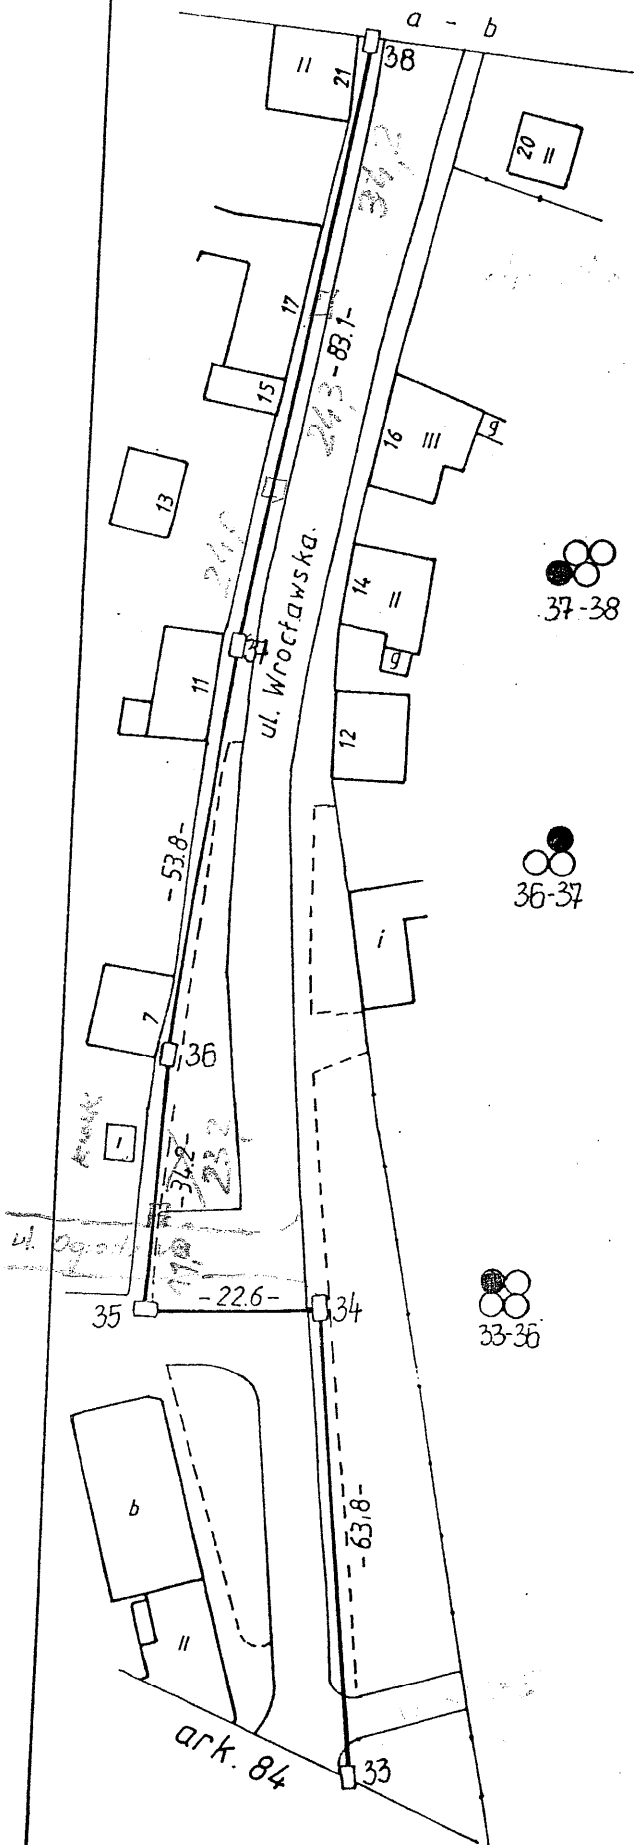 a - b
38
II
21
20
II
34,2
17
-83.1-
15
24,3
16
III
g
13
37-38
14
II
g
ul. Wrocławska.
37
11
12
-53.8-
36-37
i
7
36
i
-34.2-
23,2
ul. Ogrod
35
-22.6-
34
33-36
b
-63,8-
II
ark. 84
33